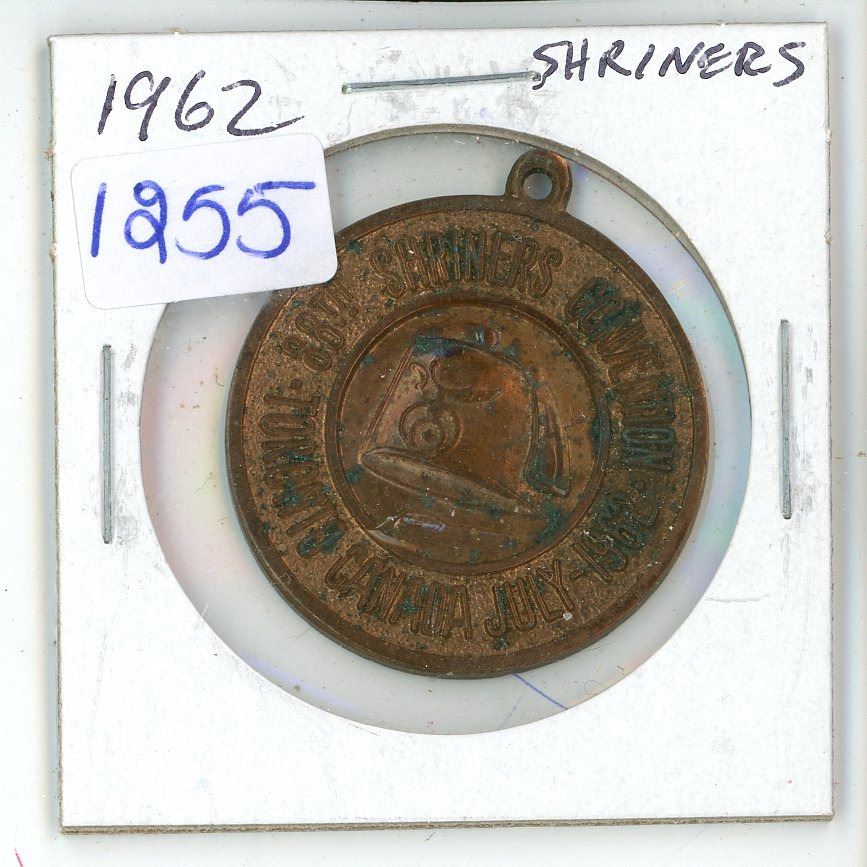 1962
SHRINERS
1255
88TH SHRINERS CONVENTION
TORONTO CANADA JULY-1962